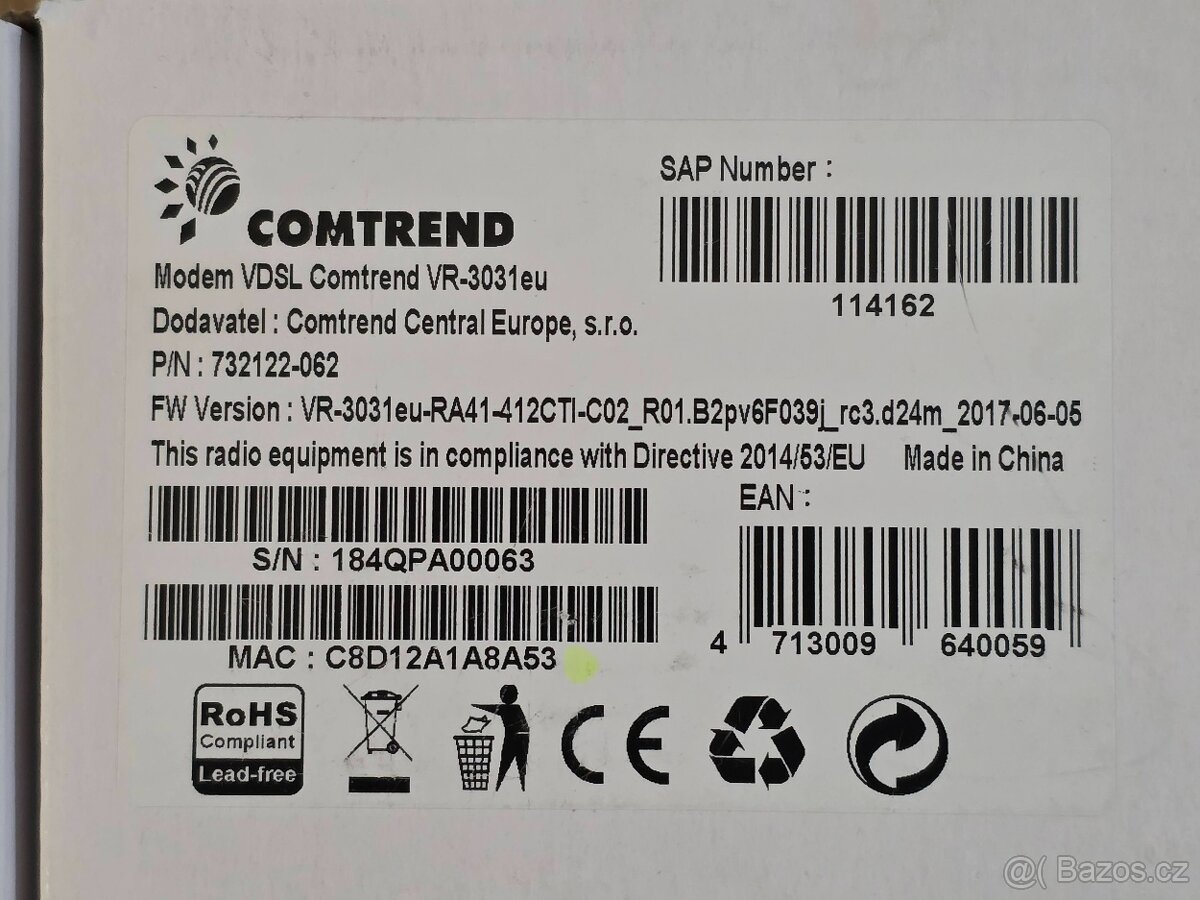 COMTREND
Modem VDSL Comtrend VR-3031eu
Dodavatel : Comtrend Central Europe, s.r.o.
P/N : 732122-062
SAP Number :
114162
FW Version : VR-3031eu-RA41-412CTI-C02_R01.B2pv6F039j_rc3.d24m_2017-06-05
This radio equipment is in compliance with Directive 2014/53/EU Made in China
S/N : 184QPA00063
MAC : C8D12A1A8A53
EAN :
4 713009 640059
RoHS
Compliant
Lead-free
CE
@( Bazos.cz